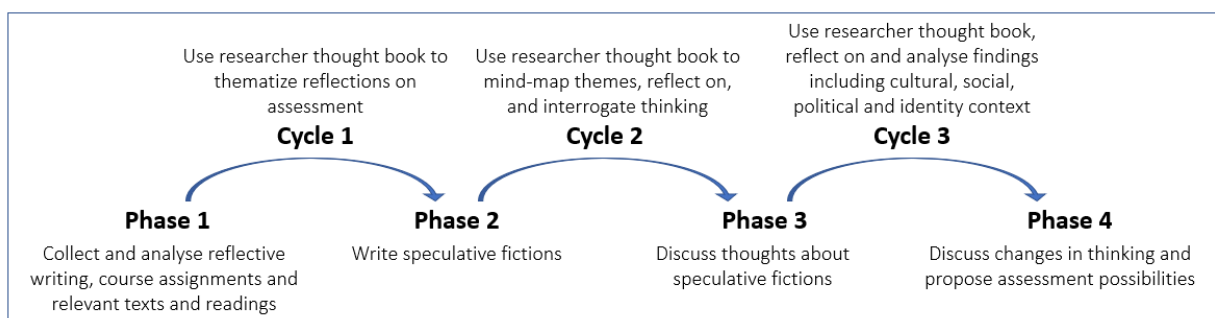 Use researcher thought book to
thematize reflections on
assessment
Cycle 1
Use researcher thought book to
mind-map themes, reflect on,
and interrogate thinking
Cycle 2
Use researcher thought book,
reflect on and analyse findings
including cultural, social,
political and identity context
Cycle 3
Phase 1
Collect and analyse reflective
writing, course assignments and
relevant texts and readings
Phase 2
Write speculative fictions
Phase 3
Discuss thoughts about
speculative fictions
Phase 4
Discuss changes in thinking and
propose assessment possibilities